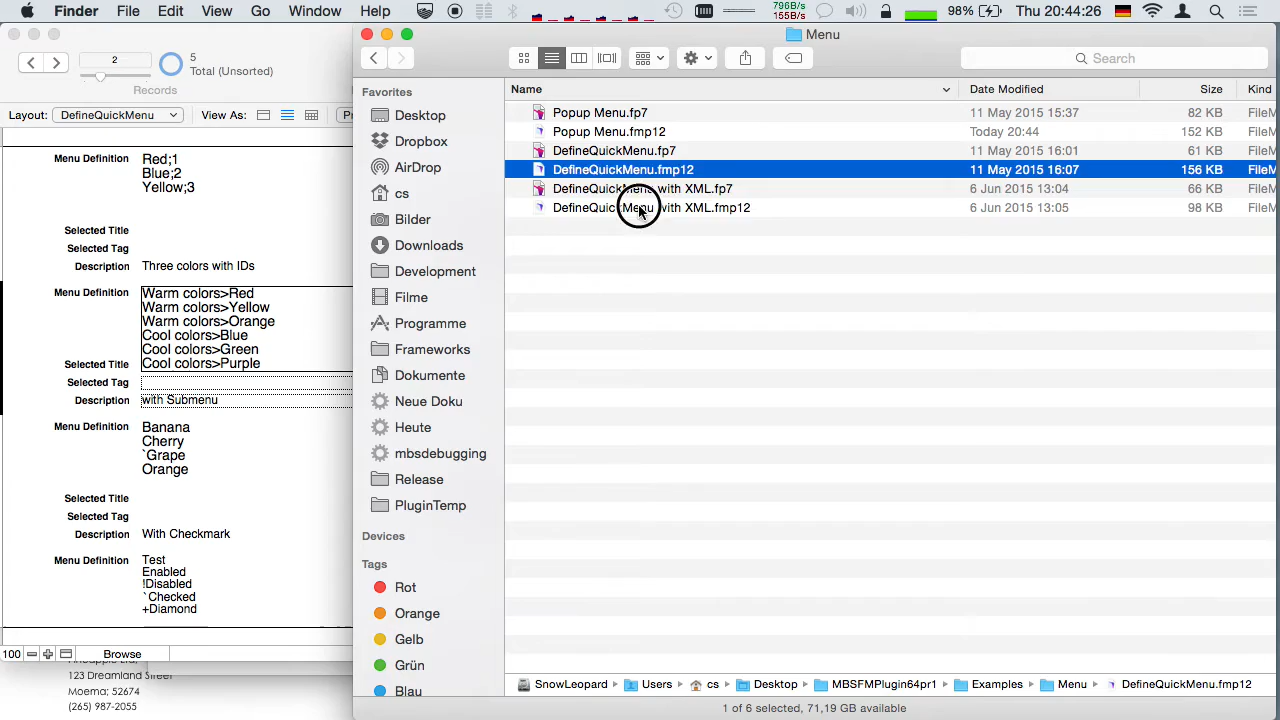 Finder File Edit View Go Window Help 796B/s 155B/s 98% Thu 20:44:26
2
5
Total (Unsorted)
Records
Layout: DefineQuickMenu View As:
Menu Definition Red;1
Blue;2
Yellow;3
Selected Title
Selected Tag
Description Three colors with IDs
Menu Definition Warm colors>Red
Warm colors>Yellow
Warm colors>Orange
Cool colors>Blue
Cool colors>Green
Selected Title Cool colors>Purple
Selected Tag
Description with Submenu
Menu Definition Banana
Cherry
`Grape
Orange
Selected Title
Selected Tag
Description With Checkmark
Menu Definition Test
Enabled
!Disabled
`Checked
+Diamond
100 Browse
123 Dreamland Street
Moema; 52674
(265) 987-2055
Menu
Search
Favorites
Desktop
Dropbox
AirDrop
cs
Bilder
Downloads
Development
Filme
Programme
Frameworks
Dokumente
Neue Doku
Heute
mbsdebugging
Release
PluginTemp
Devices
Tags
Rot
Orange
Gelb
Grün
Blau
Name Date Modified Size Kind
Popup Menu.fp7 11 May 2015 15:37 82 KB FileM
Popup Menu.fmp12 Today 20:44 152 KB FileM
DefineQuickMenu.fp7 11 May 2015 16:01 61 KB FileM
DefineQuickMenu.fmp12 11 May 2015 16:07 156 KB FileM
DefineQuickMenu with XML.fp7 6 Jun 2015 13:04 66 KB FileM
DefineQuickMenu with XML.fmp12 6 Jun 2015 13:05 98 KB FileM
SnowLeopard Users cs Desktop MBSFMPlugin64pr1 Examples Menu DefineQuickMenu.fmp12
1 of 6 selected, 71,19 GB available